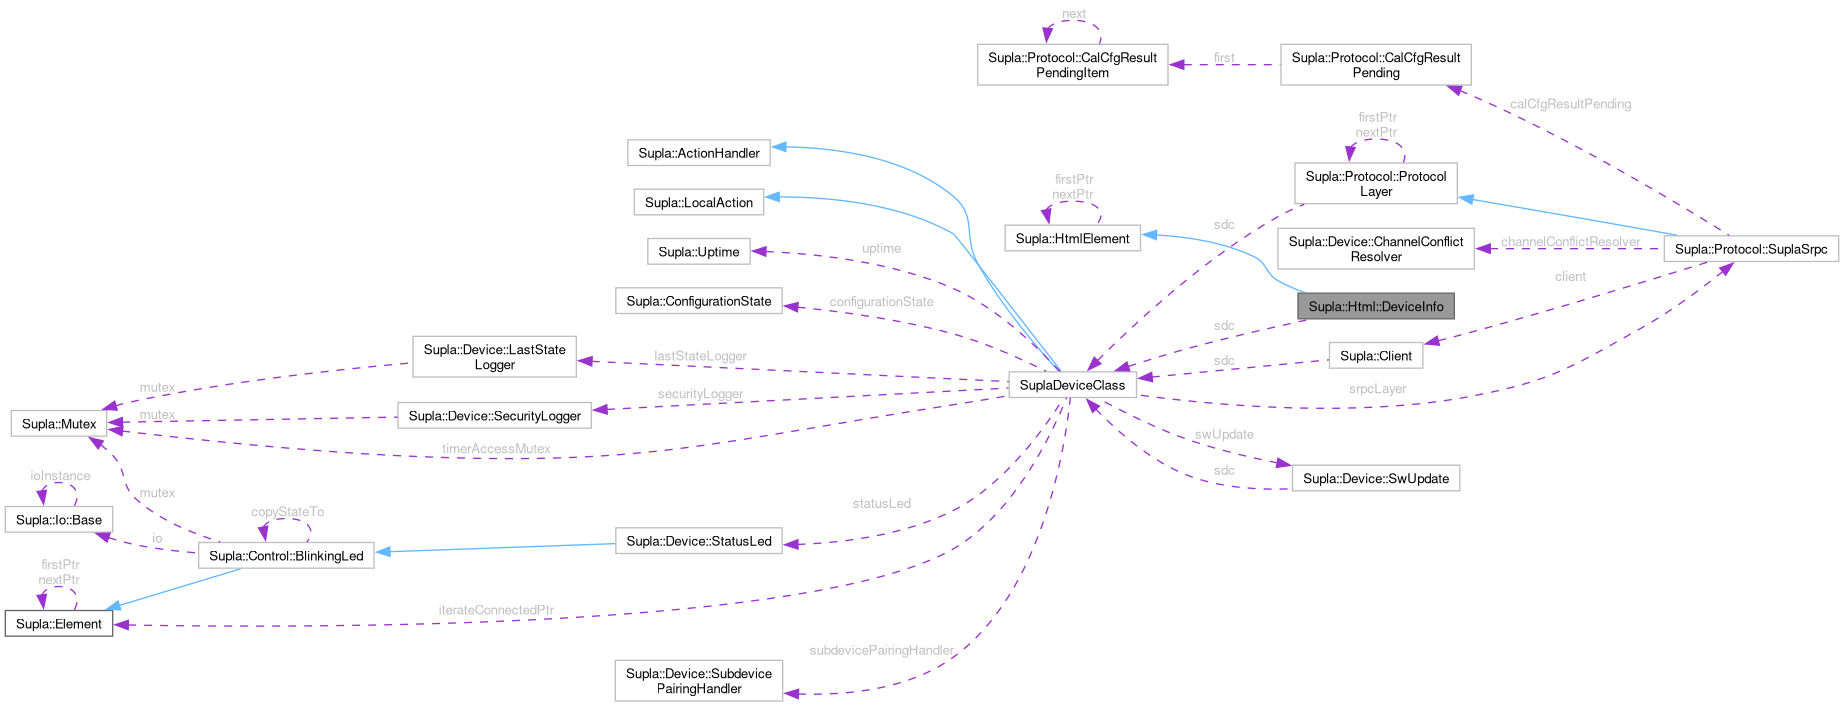 next
Supla::Protocol::CalCfgResult
PendingItem
first
Supla::Protocol::CalCfgResult
Pending
calCfgResultPending
firstPtr
nextPtr
Supla::ActionHandler
Supla::Protocol::Protocol
Layer
firstPtr
nextPtr
Supla::LocalAction
sdc
Supla::HtmlElement
Supla::Device::ChannelConflict
Resolver
channelConflictResolver
Supla::Protocol::SuplaSrpc
uptime
Supla::Uptime
client
Supla::ConfigurationState
configurationState
Supla::Html::DeviceInfo
sdc
Supla::Device::LastState
Logger
lastStateLogger
sdc
Supla::Client
mutex
SuplaDeviceClass
srpcLayer
securityLogger
mutex
Supla::Device::SecurityLogger
Supla::Mutex
timerAccessMutex
swUpdate
sdc
Supla::Device::SwUpdate
ioInstance
mutex
statusLed
copyStateTo
Supla::Io::Base
io
Supla::Device::StatusLed
Supla::Control::BlinkingLed
firstPtr
nextPtr
iterateConnectedPtr
Supla::Element
subdevicePairingHandler
Supla::Device::Subdevice
PairingHandler